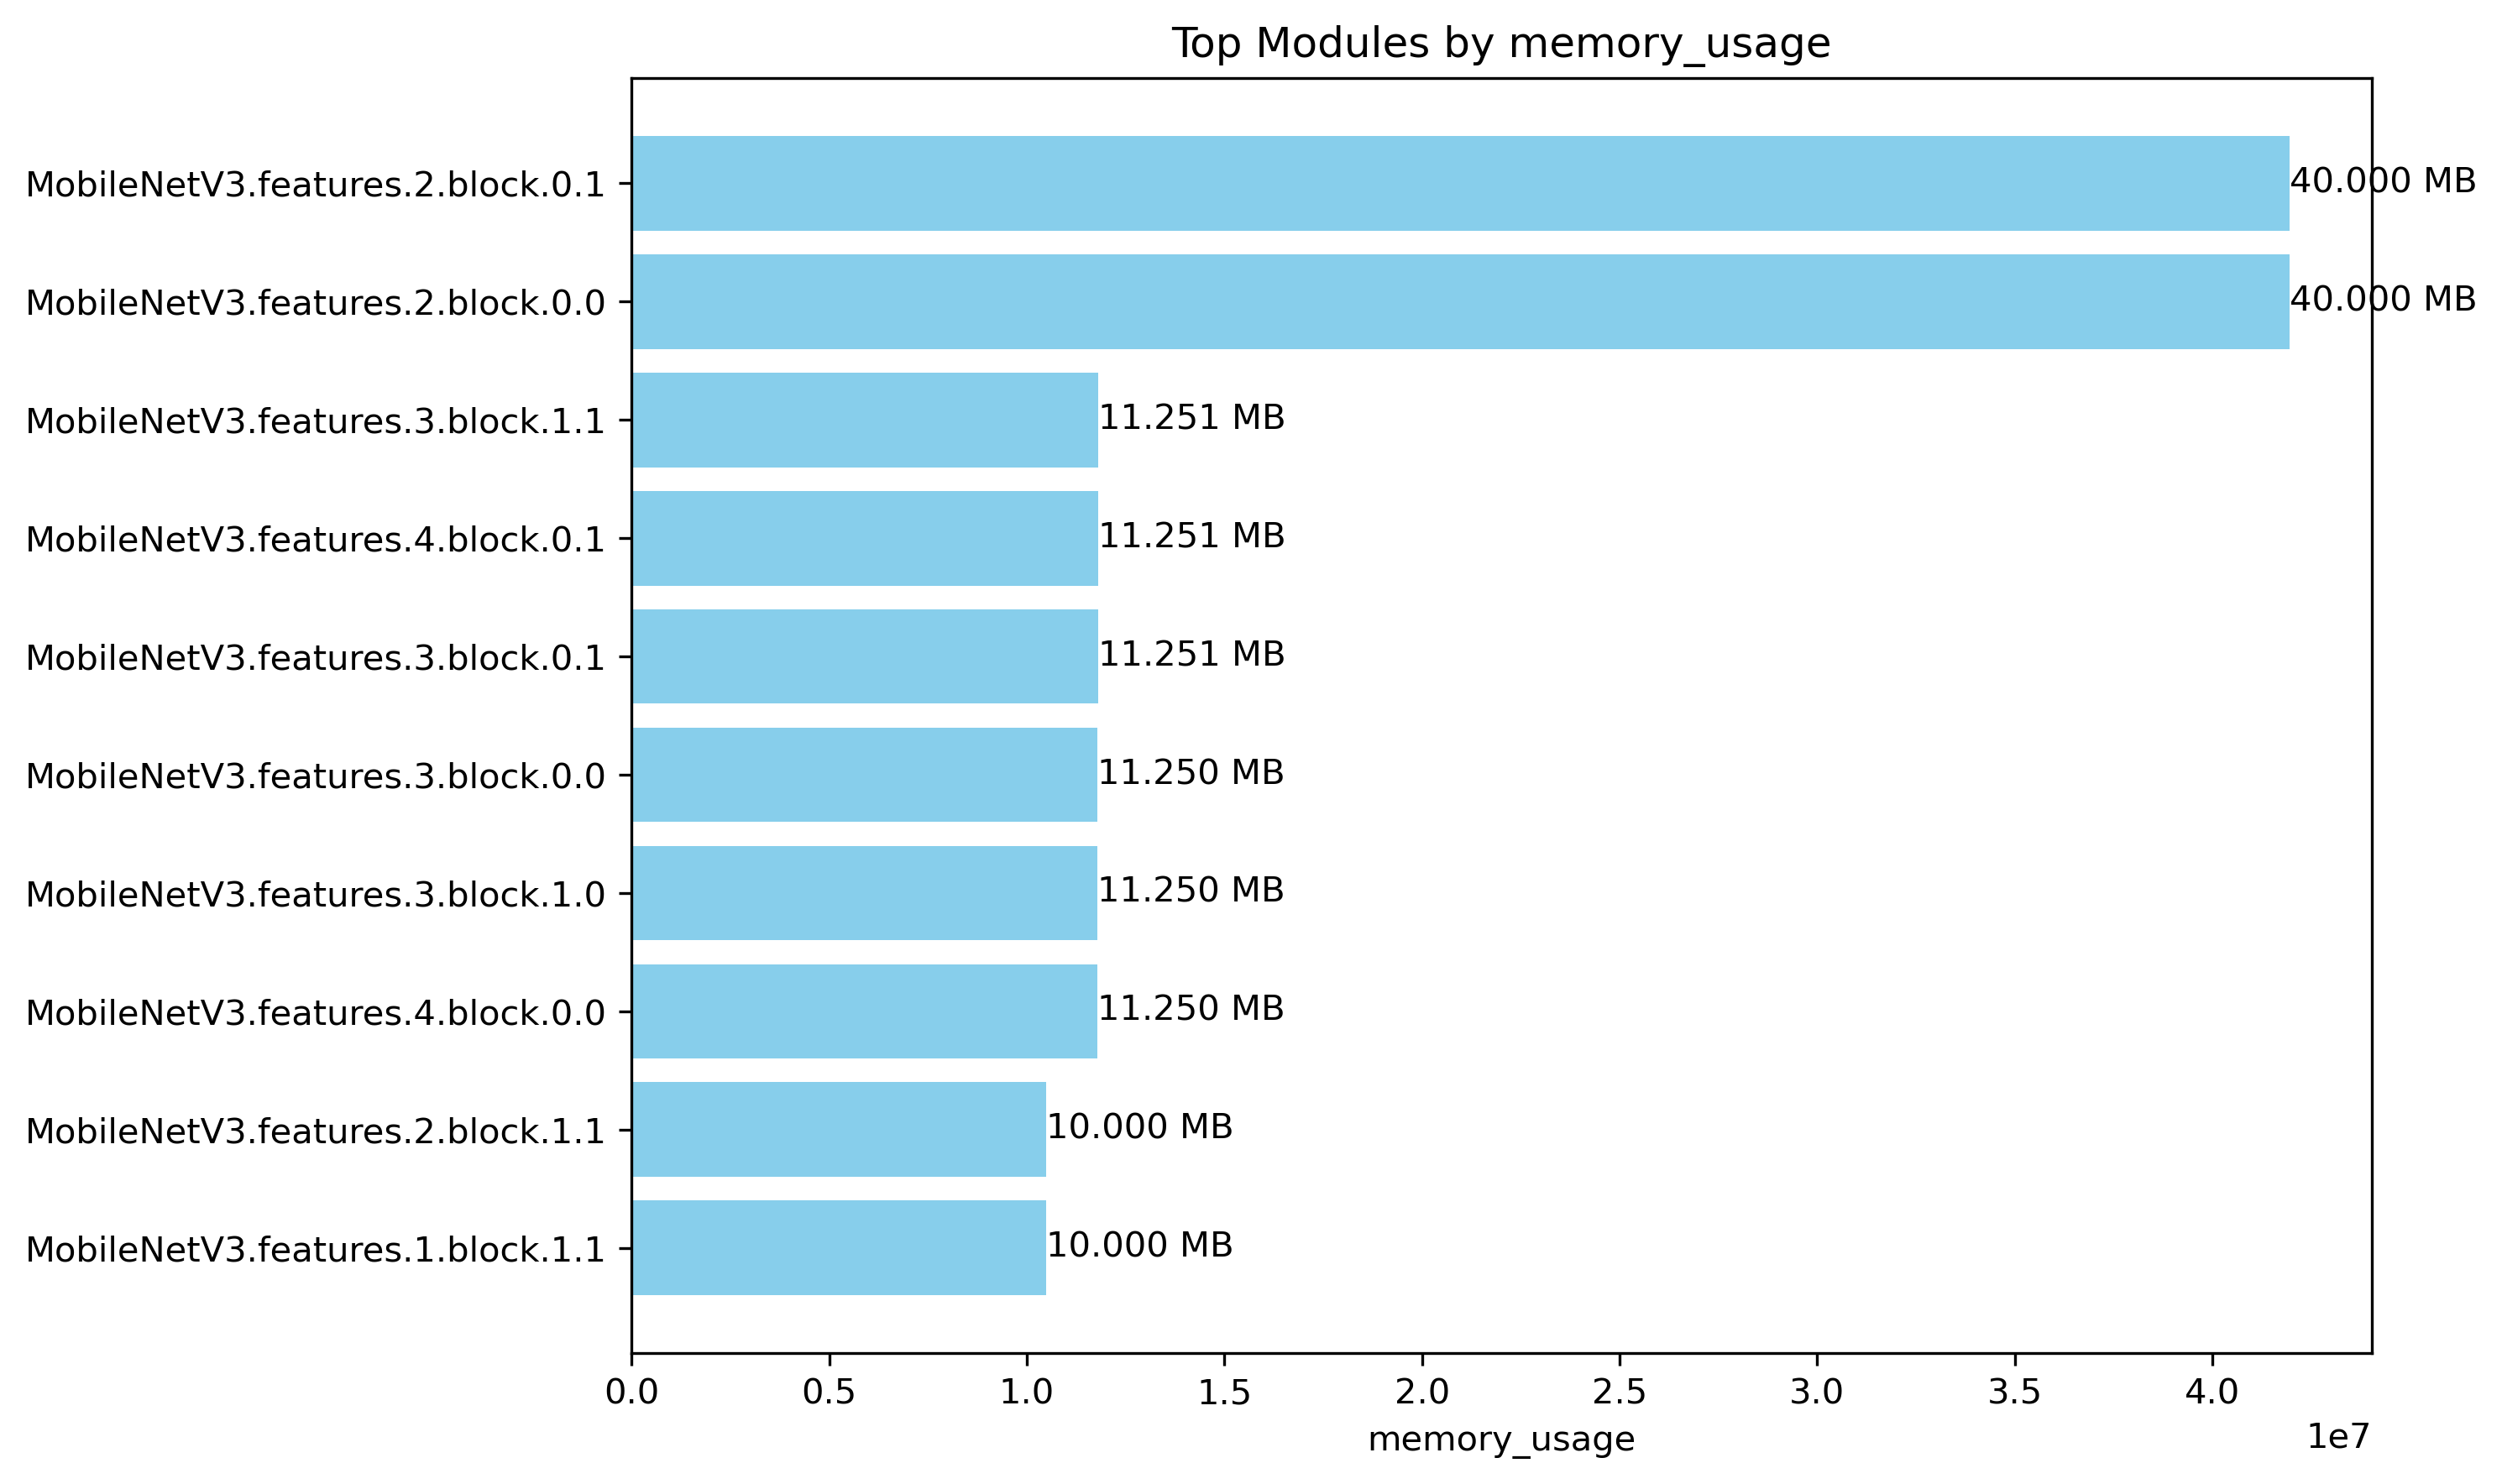 Top Modules by memory_usage
MobileNetV3.features.2.block.0.1 40.000 MB
MobileNetV3.features.2.block.0.0 40.000 MB
MobileNetV3.features.3.block.1.1 11.251 MB
MobileNetV3.features.4.block.0.1 11.251 MB
MobileNetV3.features.3.block.0.1 11.251 MB
MobileNetV3.features.3.block.0.0 11.250 MB
MobileNetV3.features.3.block.1.0 11.250 MB
MobileNetV3.features.4.block.0.0 11.250 MB
MobileNetV3.features.2.block.1.1 10.000 MB
MobileNetV3.features.1.block.1.1 10.000 MB
0.0 0.5 1.0 1.5 2.0 2.5 3.0 3.5 4.0
1e7
memory_usage